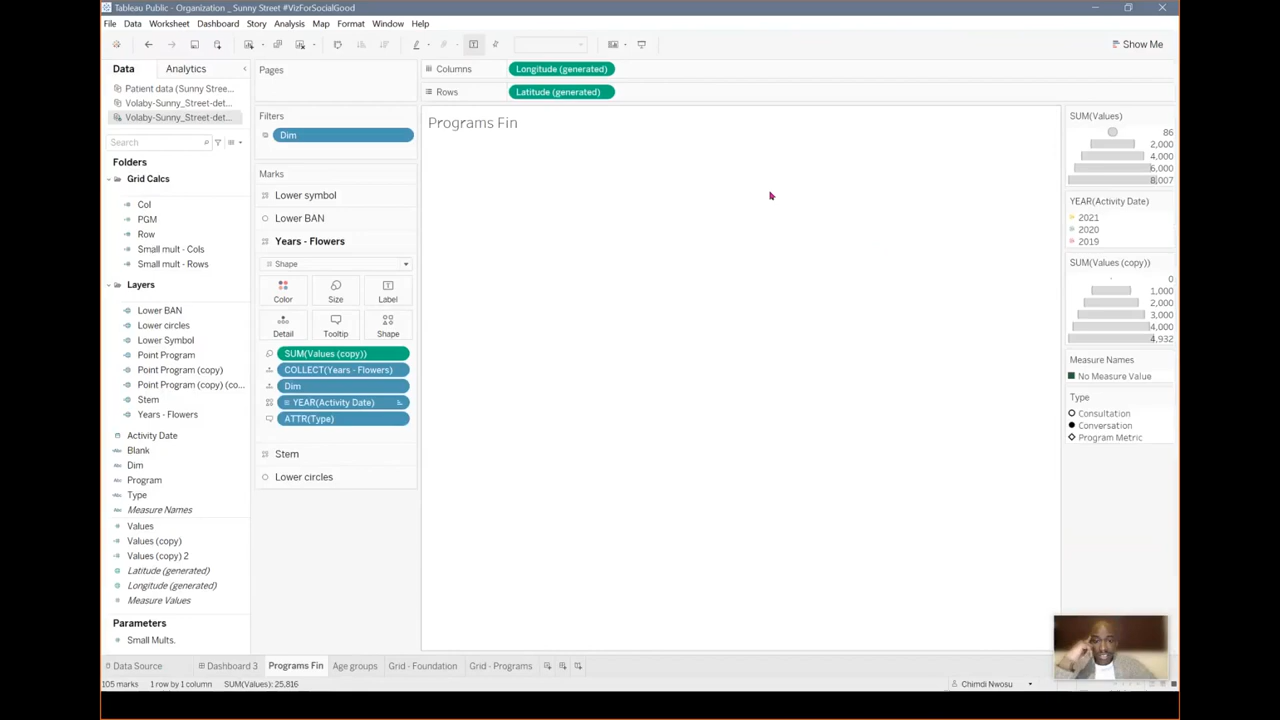 Tableau Public - Organization _ Sunny Street #VizForSocialGood
File Data Worksheet Dashboard Story Analysis Map Format Window Help
Show Me
Data Analytics
Patient data (Sunny Stree...
Volaby-Sunny_Street-det...
Volaby-Sunny_Street-det...
Search
Folders
Grid Calcs
Col
PGM
Row
Small mult - Cols
Small mult - Rows
Layers
Lower BAN
Lower circles
Lower Symbol
Point Program
Point Program (copy)
Point Program (copy) (co...
Stem
Years - Flowers
Activity Date
Abc Blank
Abc Dim
Abc Program
Abc Type
Abc Measure Names
Values
Values (copy)
Values (copy) 2
Latitude (generated)
Longitude (generated)
Measure Values
Parameters
Small Mults.
Pages
Filters
Dim
Marks
Lower symbol
Lower BAN
Years - Flowers
Shape
Color Size Label
Detail Tooltip Shape
SUM(Values (copy))
COLLECT(Years - Flowers)
Dim
YEAR(Activity Date)
ATTR(Type)
Stem
Lower circles
Columns Longitude (generated)
Rows Latitude (generated)
Programs Fin
SUM(Values)
86
2,000
4,000
6,000
8,007
YEAR(Activity Date)
2021
2020
2019
SUM(Values (copy))
0
1,000
2,000
3,000
4,000
4,932
Measure Names
No Measure Value
Type
Consultation
Conversation
Program Metric
Data Source Dashboard 3 Programs Fin Age groups Grid - Foundation Grid - Programs
105 marks 1 row by 1 column SUM(Values): 25,816 Chimdi Nwosu